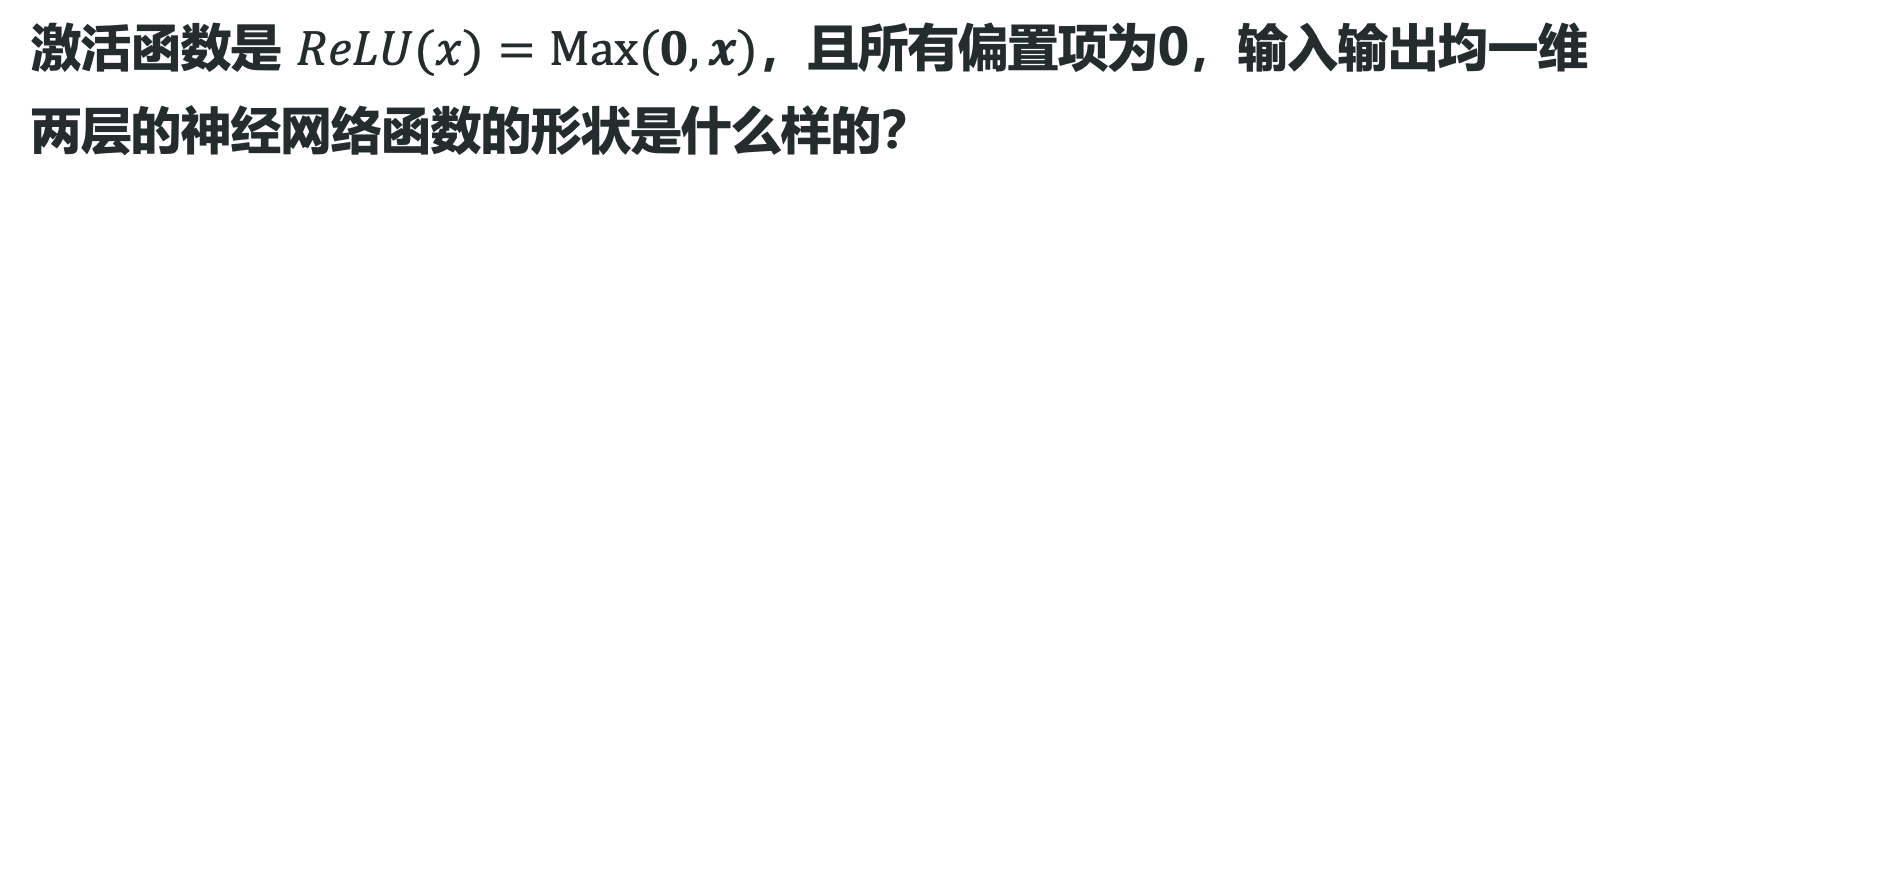 激活函数是 ReLU(x) = Max(0, x)，且所有偏置项为0，输入输出均一维
两层的神经网络函数的形状是什么样的？